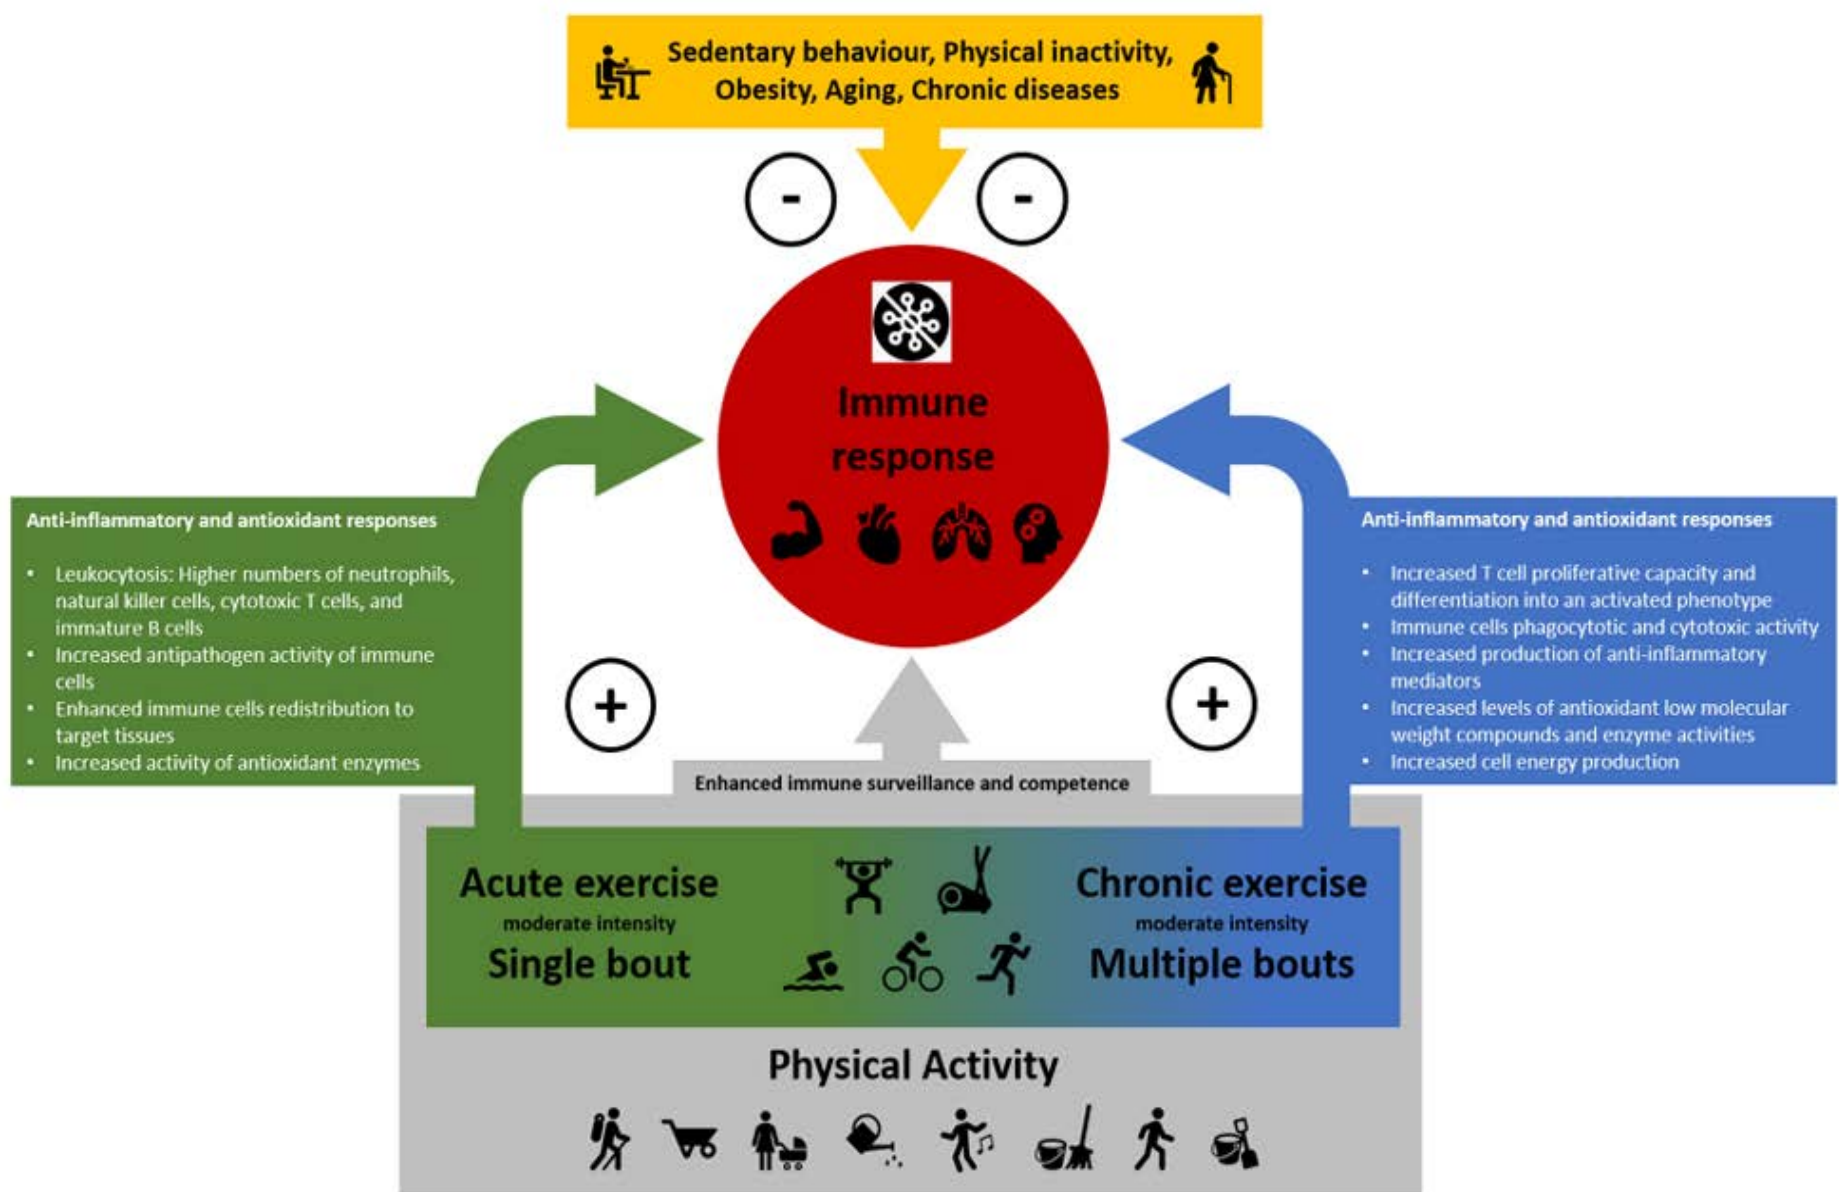 Sedentary behaviour, Physical inactivity,
Obesity, Aging, Chronic diseases
-
-
Immune
response
Anti-inflammatory and antioxidant responses
• Leukocytosis: Higher numbers of neutrophils,
natural killer cells, cytotoxic T cells, and
immature B cells
• Increased antipathogen activity of immune
cells
• Enhanced immune cells redistribution to
target tissues
• Increased activity of antioxidant enzymes
Anti-inflammatory and antioxidant responses
• Increased T cell proliferative capacity and
differentiation into an activated phenotype
• Immune cells phagocytotic and cytotoxic activity
• Increased production of anti-inflammatory
mediators
• Increased levels of antioxidant low molecular
weight compounds and enzyme activities
• Increased cell energy production
+
+
Enhanced immune surveillance and competence
Acute exercise
moderate intensity
Single bout
Chronic exercise
moderate intensity
Multiple bouts
Physical Activity